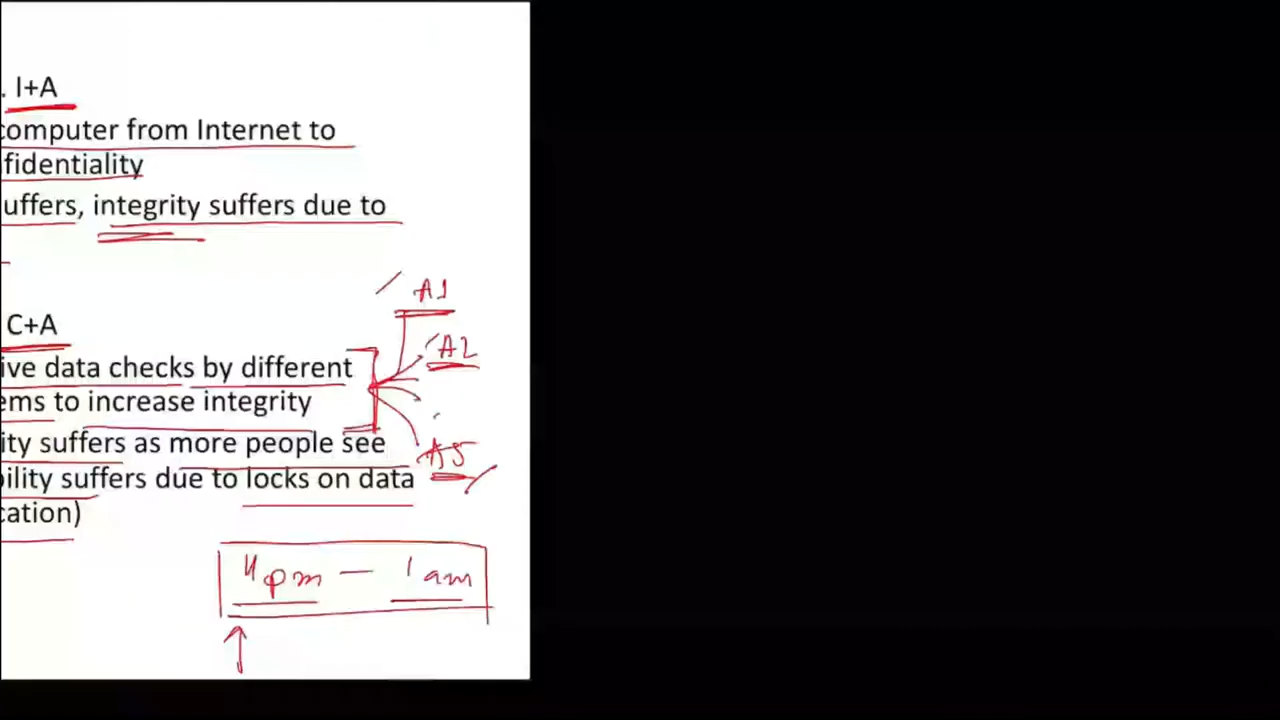 . I+A
computer from Internet to
fidentiality
uffers, integrity suffers due to
A1
C+A
A2
ive data checks by different
ems to increase integrity
ity suffers as more people see
A5
bility suffers due to locks on data
cation)
4pm – 1am